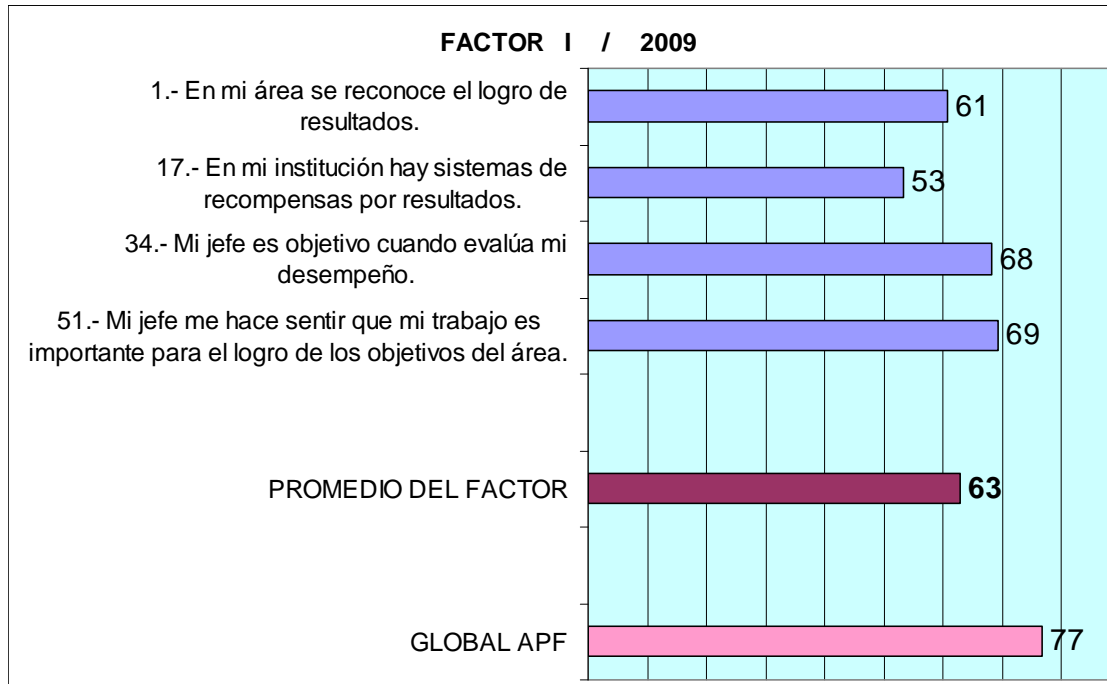 FACTOR I / 2009
1.- En mi área se reconoce el logro de
resultados.
61
17.- En mi institución hay sistemas de
recompensas por resultados.
53
34.- Mi jefe es objetivo cuando evalúa mi
desempeño.
68
51.- Mi jefe me hace sentir que mi trabajo es
importante para el logro de los objetivos del área.
69
PROMEDIO DEL FACTOR
63
GLOBAL APF
77